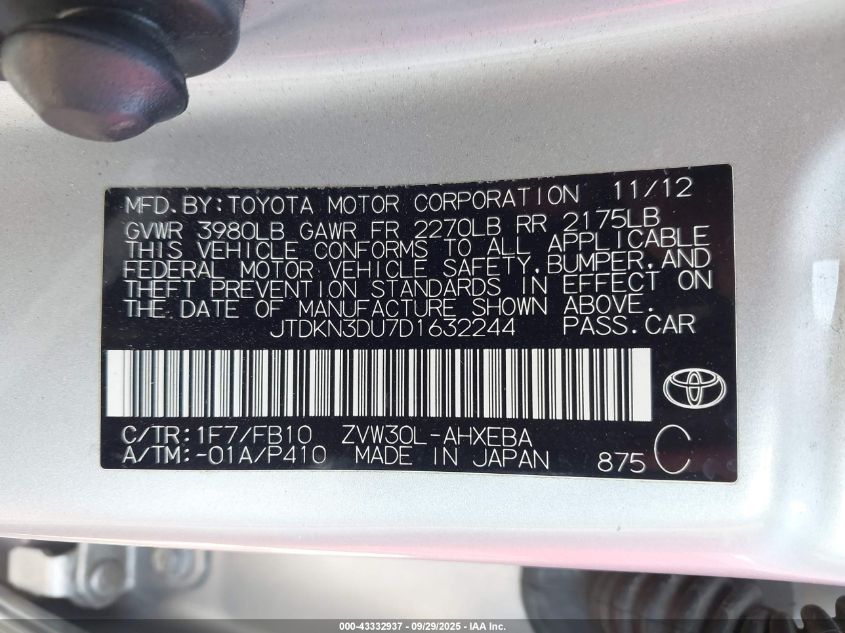 MFD.BY:TOYOTA MOTOR CORPORATION 11/12
GVWR 3980LB GAWR FR 2270LB RR 2175LB
THIS VEHICLE CONFORMS TO ALL APPLICABLE
FEDERAL MOTOR VEHICLE SAFETY,BUMPER,AND
THEFT PREVENTION STANDARDS IN EFFECT ON
THE DATE OF MANUFACTURE SHOWN ABOVE.
JTDKN3DU7D1632244 PASS.CAR
C/TR:1F7/FB10 ZVW30L-AHXEBA
A/TM:-01A/P410 MADE IN JAPAN 875 C
000-43332937 - 09/29/2025 - IAA Inc.